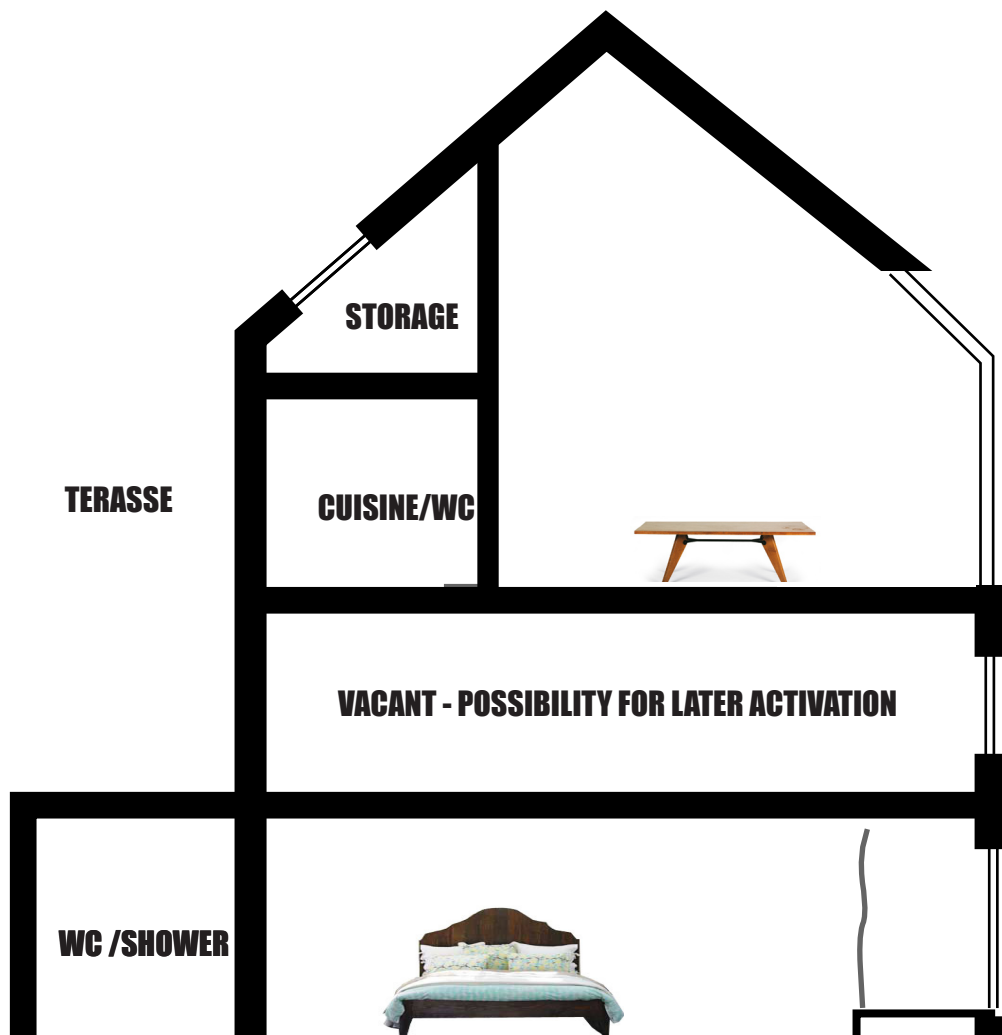 STORAGE
TERASSE
CUISINE/WC
VACANT - POSSIBILITY FOR LATER ACTIVATION
WC /SHOWER